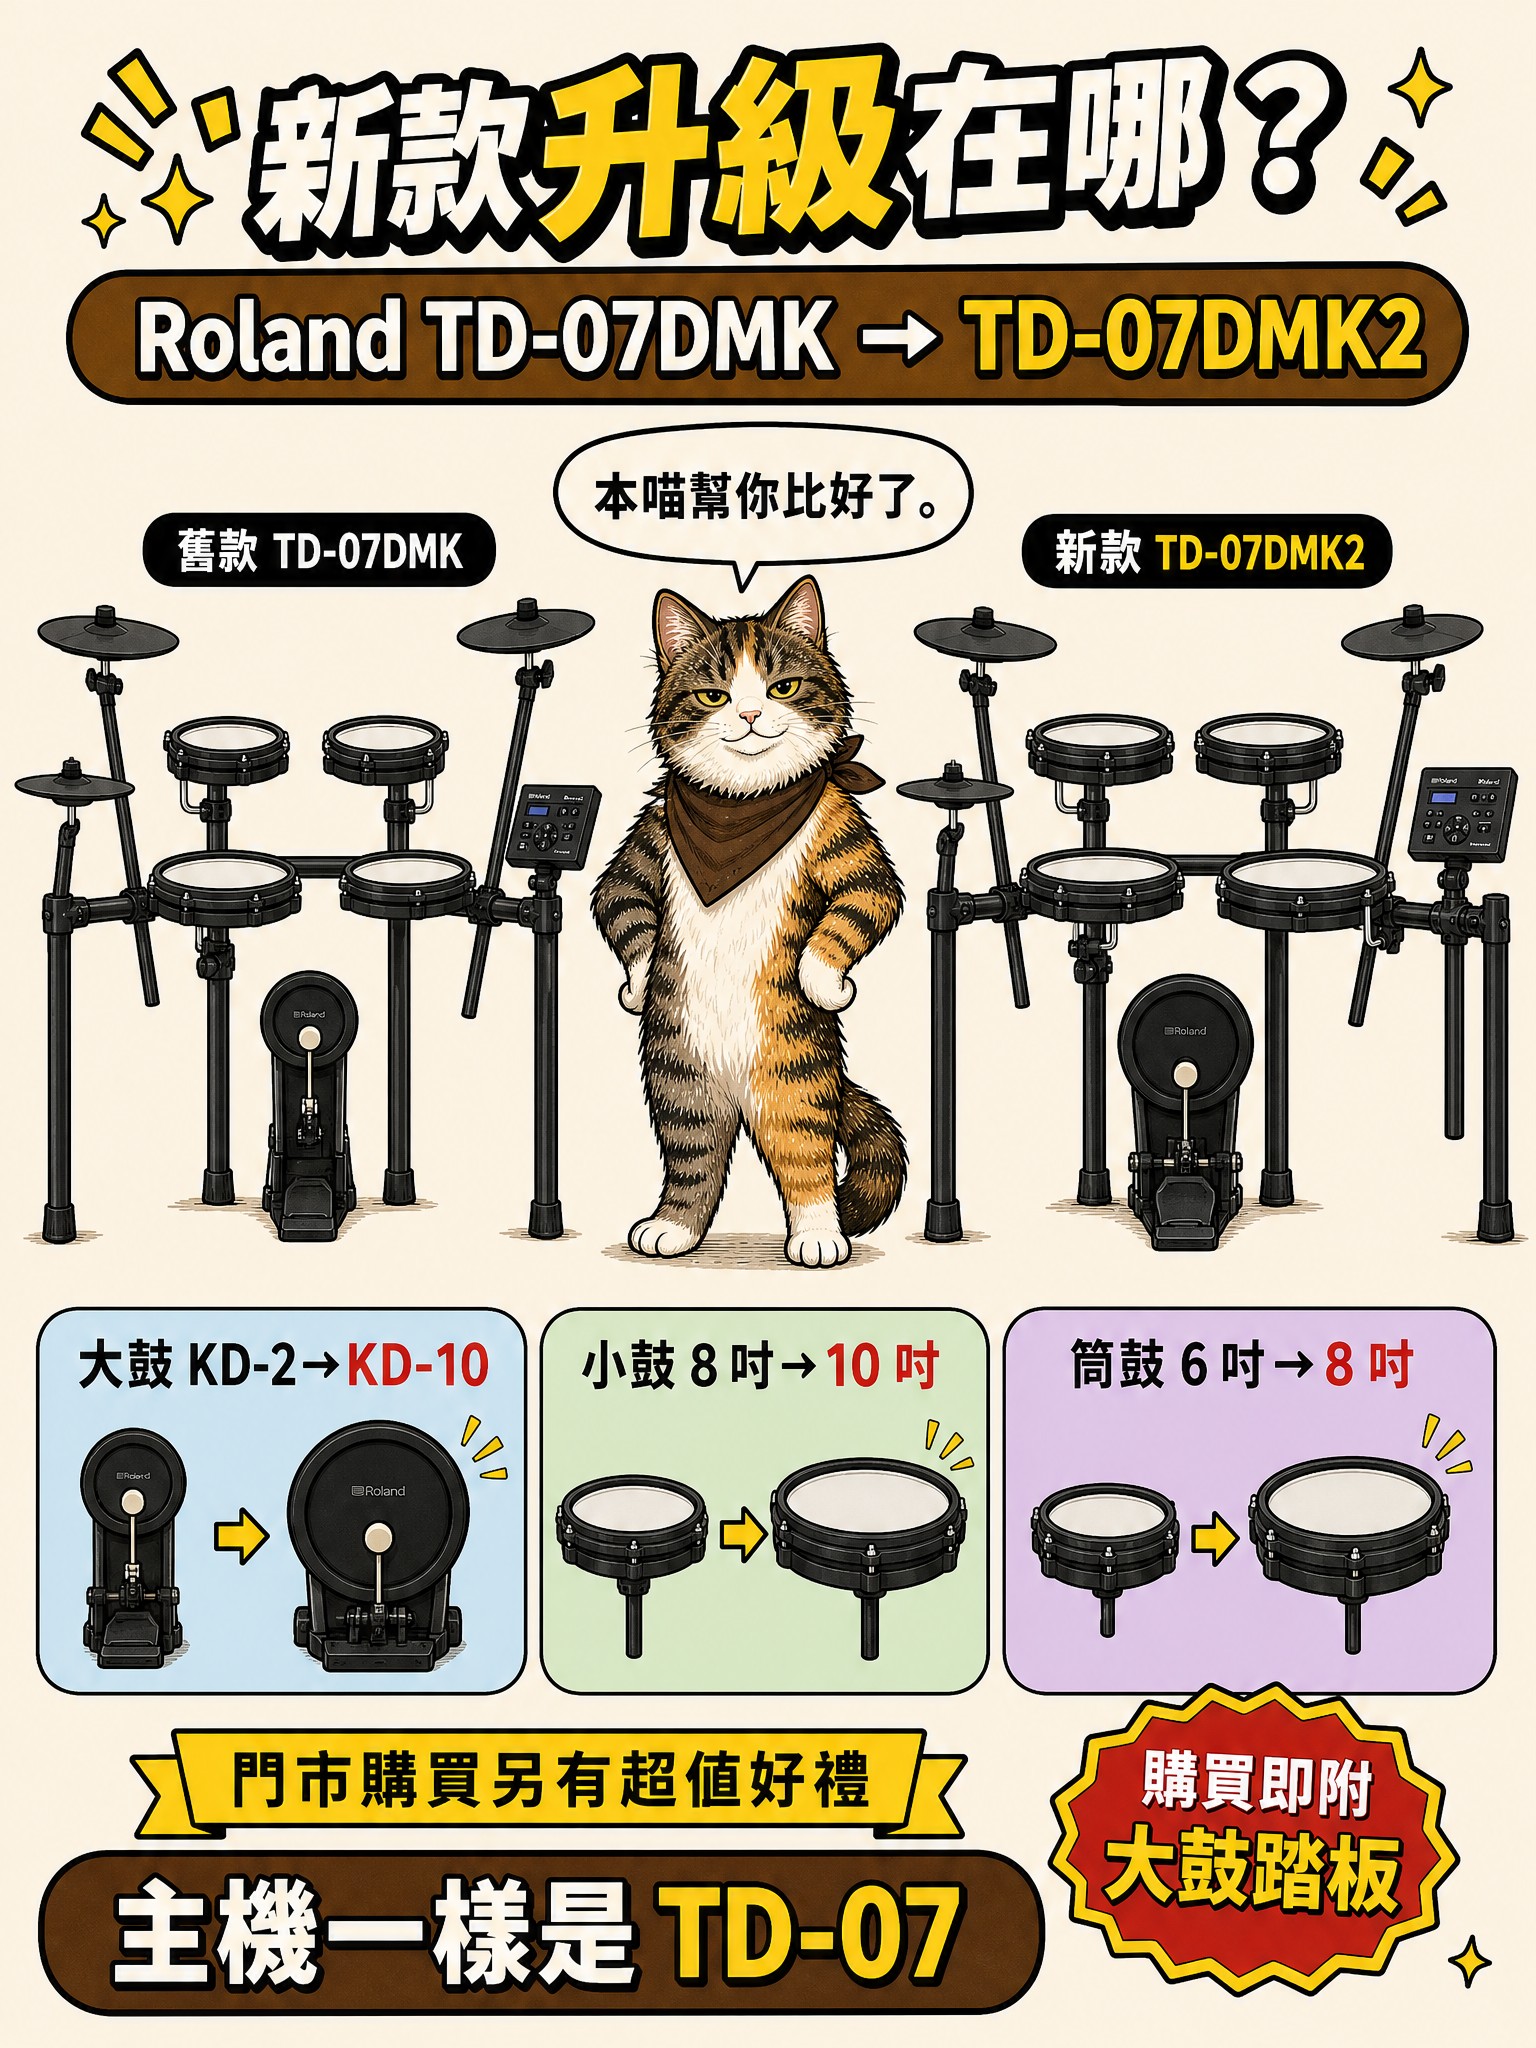 新款升級在哪？
Roland TD-07DMK → TD-07DMK2
本喵幫你比好了。
舊款 TD-07DMK
新款 TD-07DMK2
Roland
Roland
Roland
Roland
大鼓 KD-2→KD-10
小鼓 8 吋→10 吋
筒鼓 6 吋→8 吋
Roland
Roland
門市購買另有超值好禮
購買即附
大鼓踏板
主機一樣是 TD-07